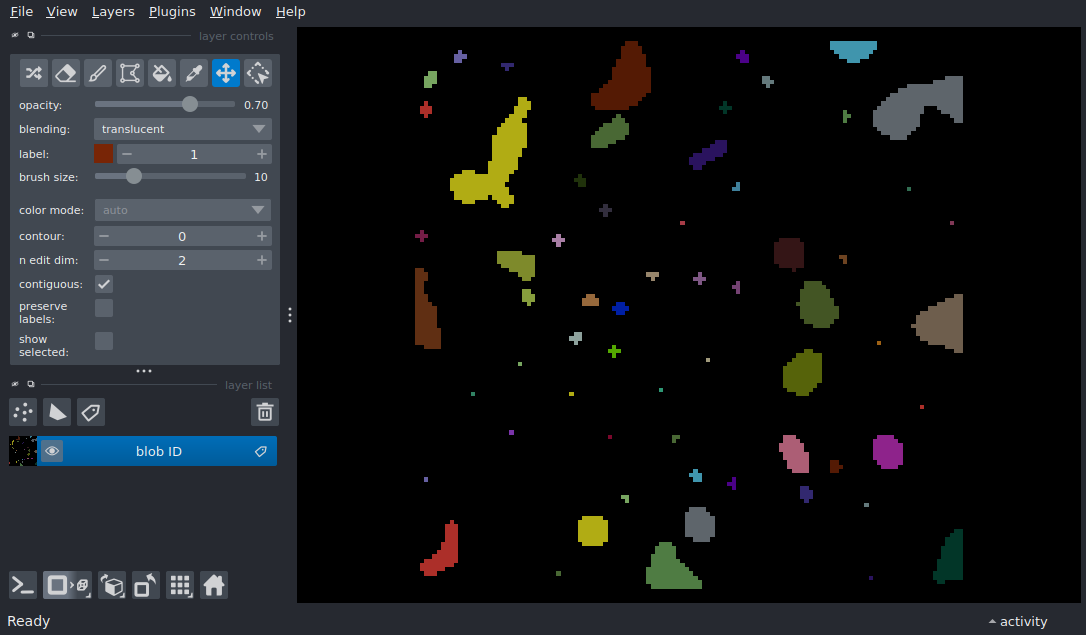 File View Layers Plugins Window Help
layer controls
opacity: 0.70
blending: translucent
label: 1
brush size: 10
color mode: auto
contour: 0
n edit dim: 2
contiguous:
preserve
labels:
show
selected:
layer list
blob ID
Ready
activity